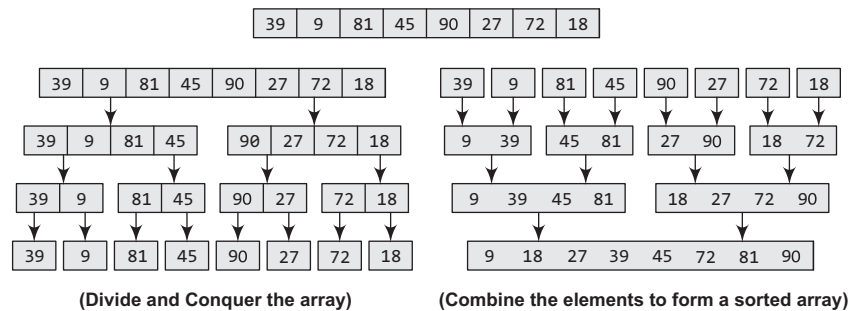 39 9 81 45 90 27 72 18
39 9 81 45 90 27 72 18
39 9 81 45 90 27 72 18
39 9 81 45 90 27 72 18
39 9 81 45 90 27 72 18
(Divide and Conquer the array)
39 9 81 45 90 27 72 18
9 39 45 81 27 90 18 72
9 39 45 81 18 27 72 90
9 18 27 39 45 72 81 90
(Combine the elements to form a sorted array)